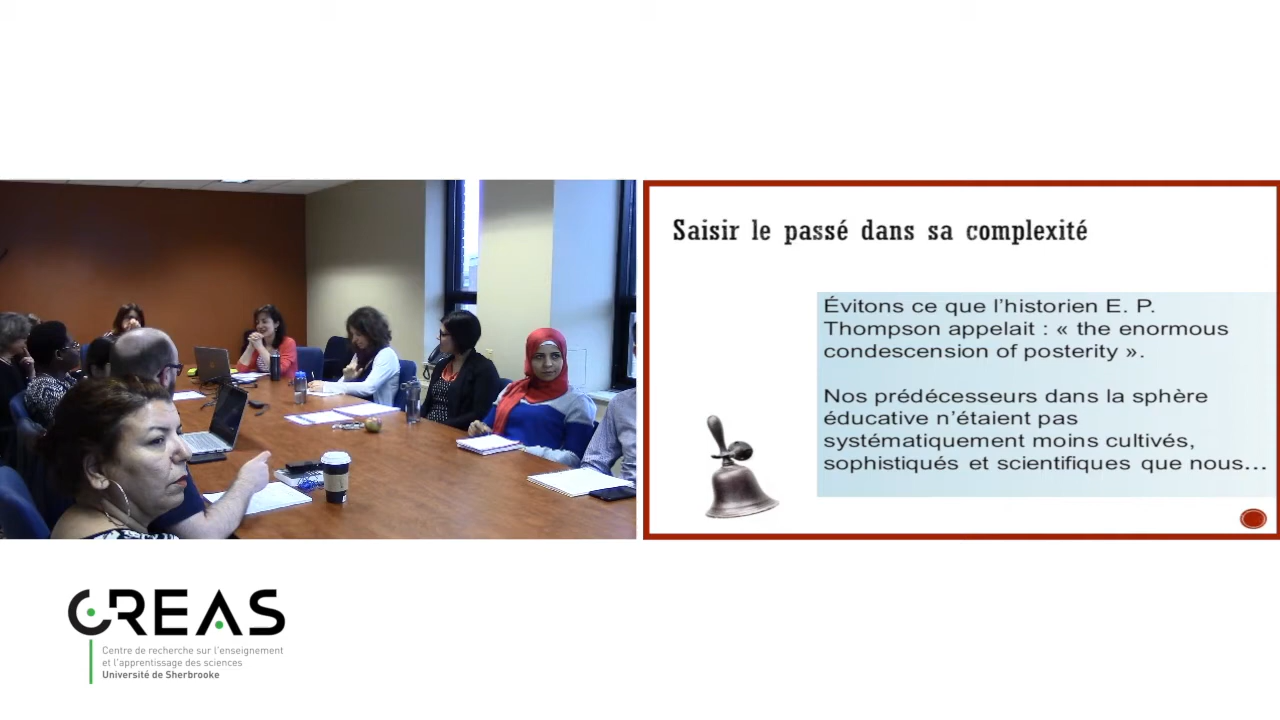 Saisir le passé dans sa complexité
Évitons ce que l'historien E. P.
Thompson appelait : « the enormous
condescension of posterity ».
Nos prédécesseurs dans la sphère
éducative n'étaient pas
systématiquement moins cultivés,
sophistiqués et scientifiques que nous...
CREAS
Centre de recherche sur l'enseignement
et l'apprentissage des sciences
Université de Sherbrooke